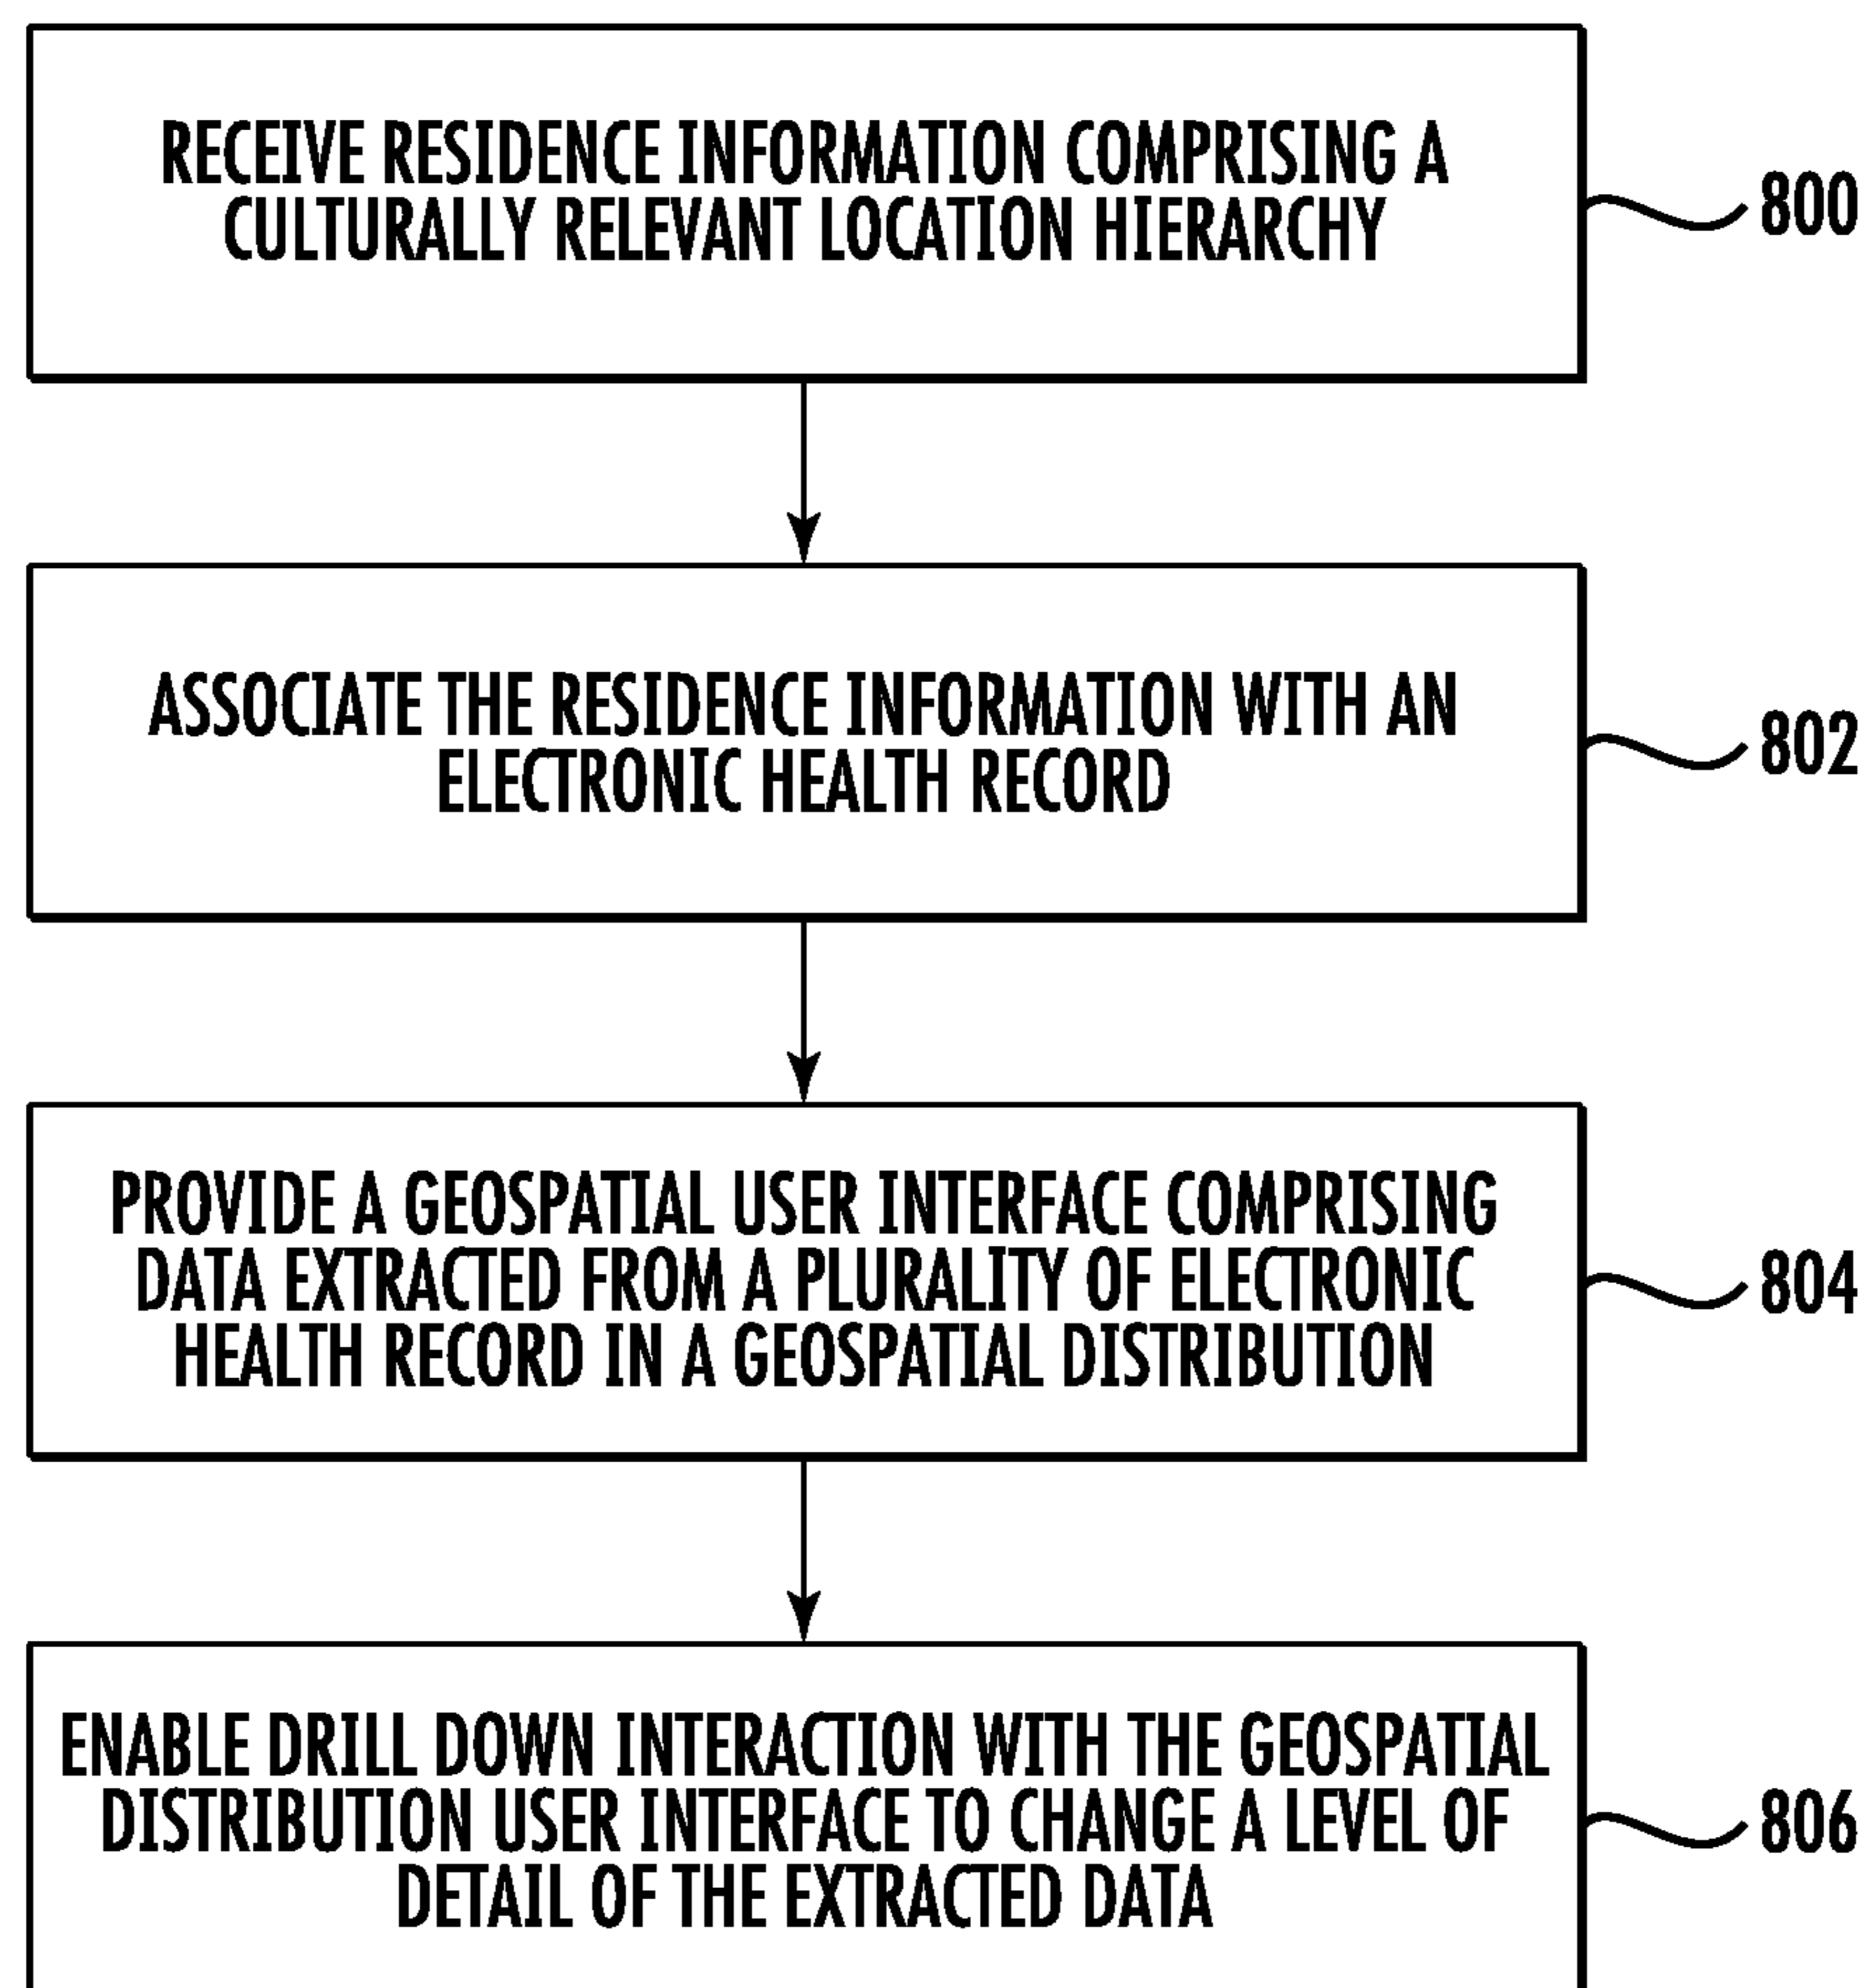 RECEIVE RESIDENCE INFORMATION COMPRISING A
CULTURALLY RELEVANT LOCATION HIERARCHY
800
ASSOCIATE THE RESIDENCE INFORMATION WITH AN
ELECTRONIC HEALTH RECORD
802
PROVIDE A GEOSPATIAL USER INTERFACE COMPRISING
DATA EXTRACTED FROM A PLURALITY OF ELECTRONIC
HEALTH RECORD IN A GEOSPATIAL DISTRIBUTION
804
ENABLE DRILL DOWN INTERACTION WITH THE GEOSPATIAL
DISTRIBUTION USER INTERFACE TO CHANGE A LEVEL OF
DETAIL OF THE EXTRACTED DATA
806